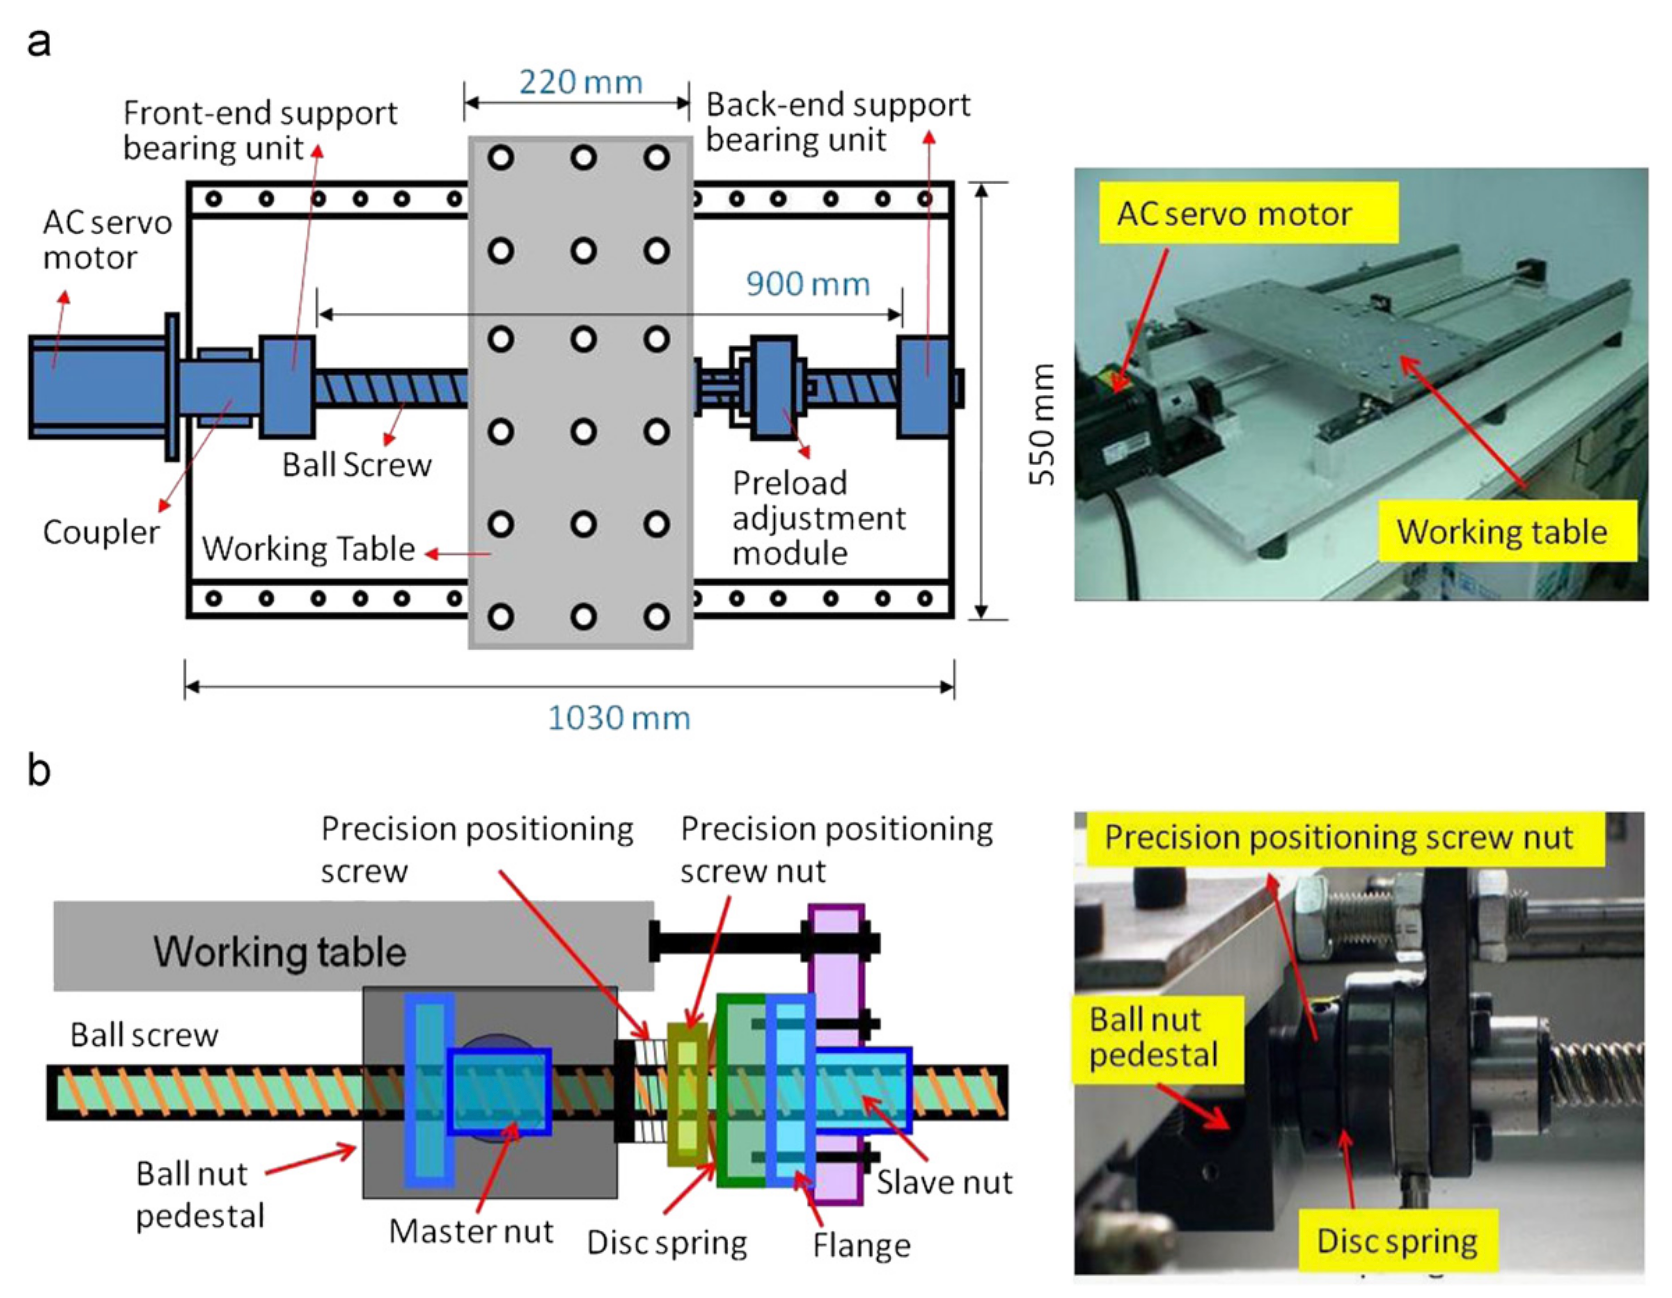 a
220 mm
Front-end support
bearing unit
Back-end support
bearing unit
AC servo
motor
900 mm
Ball Screw
Coupler
Working Table
Preload
adjustment
module
550 mm
1030 mm
AC servo motor
Working table
b
Precision positioning
screw
Precision positioning
screw nut
Working table
Ball screw
Ball nut
pedestal
Master nut
Disc spring
Flange
Slave nut
Precision positioning screw nut
Ball nut
pedestal
Disc spring